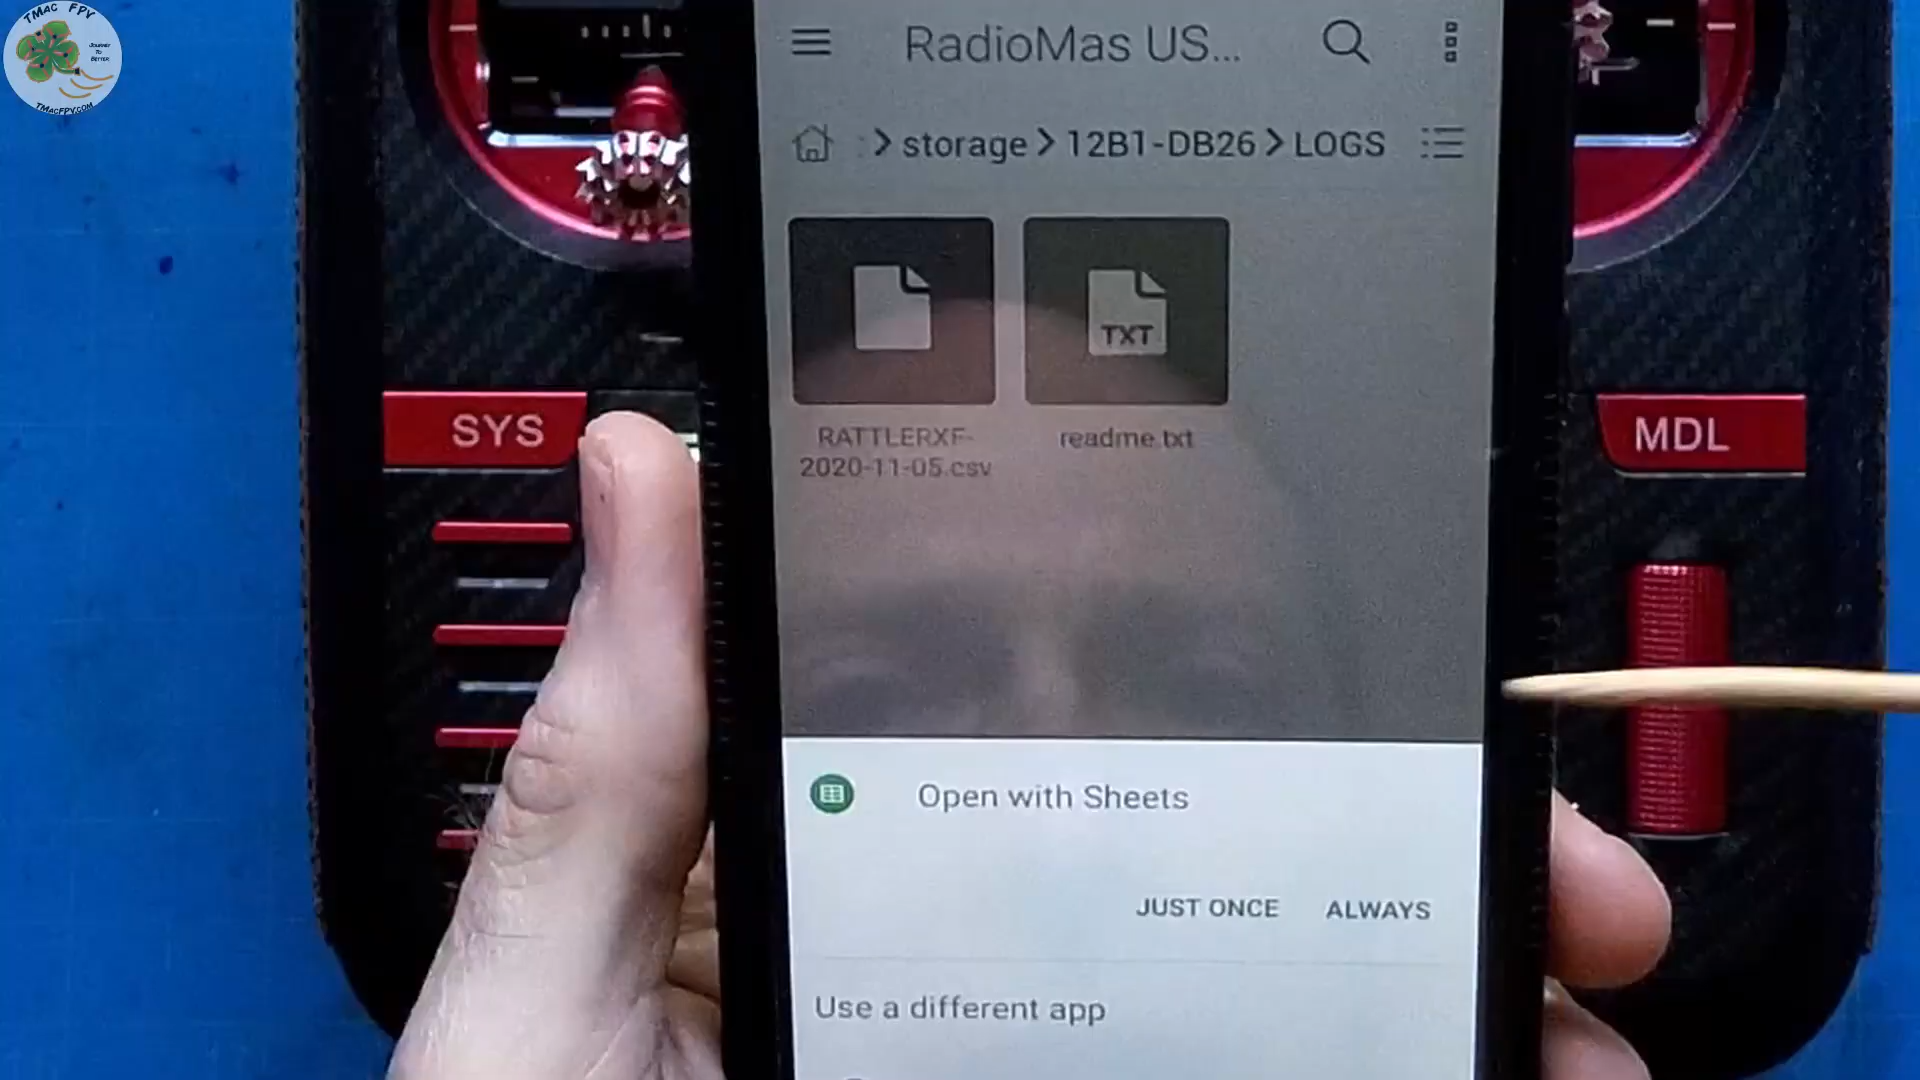 TMAC FPV
JOURNEY
TO
BETTER
TMACFPV.COM
RadioMas US...
storage
12B1-DB26
LOGS
TXT
RATTLERXF-
2020-11-05.csv
readme.txt
SYS
MDL
Open with Sheets
JUST ONCE
ALWAYS
Use a different app